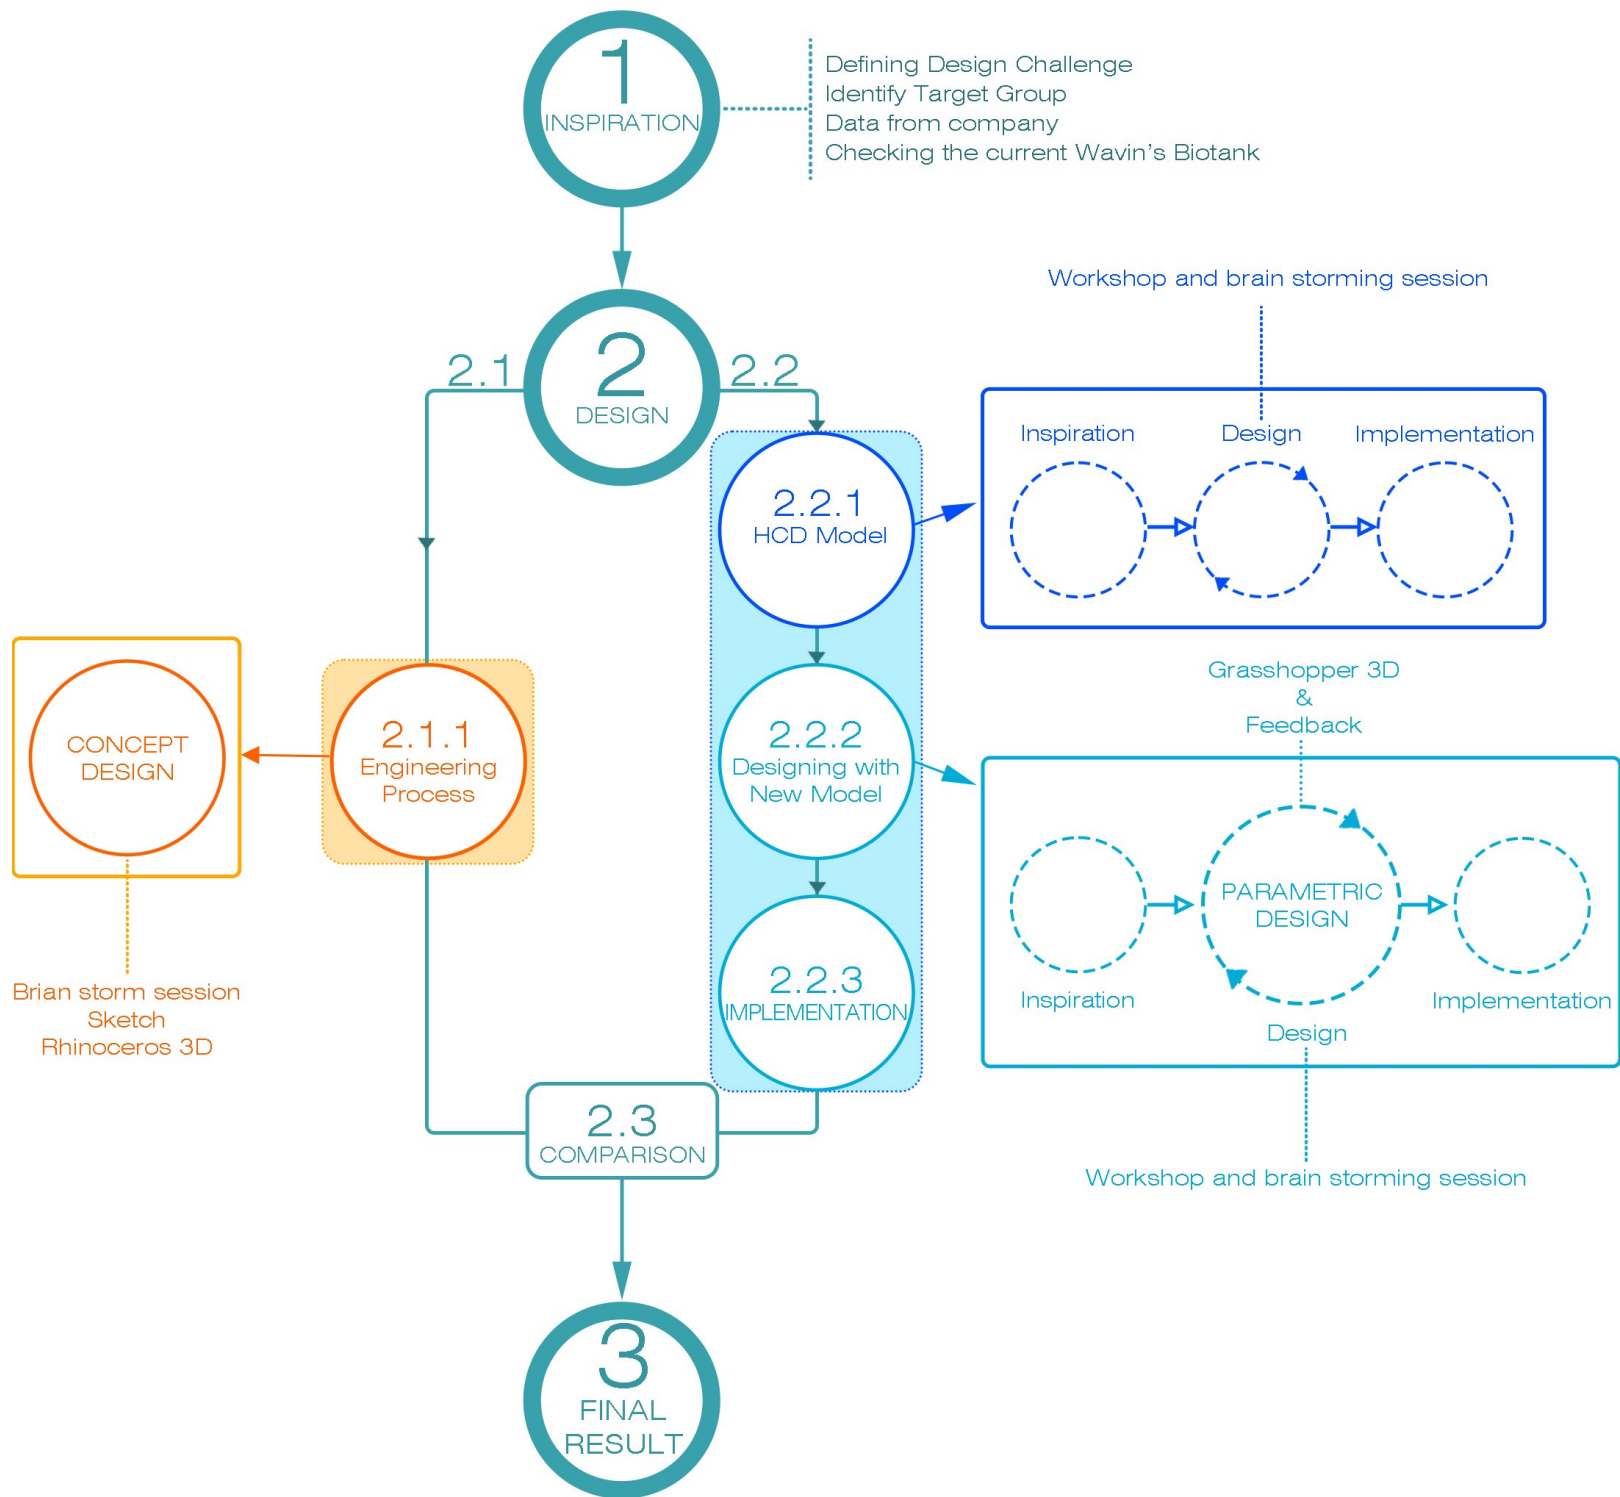 1
INSPIRATION
Defining Design Challenge
Identify Target Group
Data from company
Checking the current Wavin's Biotank
2.1
2
DESIGN
2.2
Workshop and brain storming session
Inspiration
Design
Implementation
2.2.1
HCD Model
CONCEPT
DESIGN
Brian storm session
Sketch
Rhinoceros 3D
2.1.1
Engineering
Process
2.2.2
Designing with
New Model
Grasshopper 3D
&
Feedback
PARAMETRIC
DESIGN
Inspiration
Design
Implementation
Workshop and brain storming session
2.2.3
IMPLEMENTATION
2.3
COMPARISON
3
FINAL
RESULT